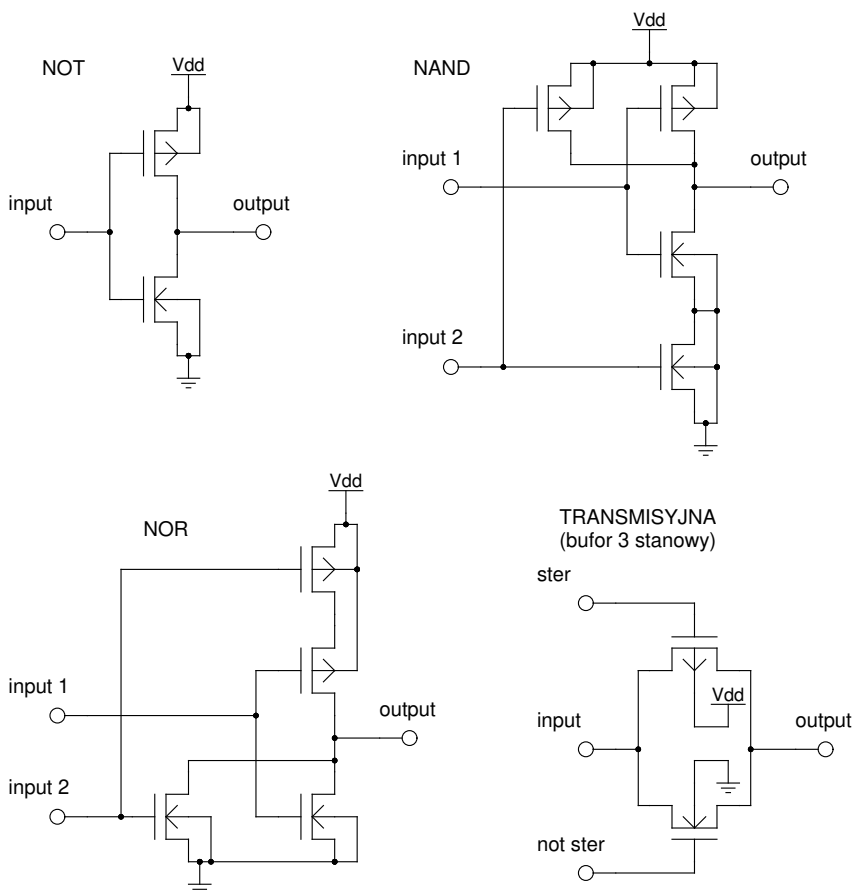 NOT
Vdd
input
output
NAND
Vdd
input 1
output
input 2
NOR
Vdd
input 1
output
input 2
TRANSMISYJNA
(bufor 3 stanowy)
ster
Vdd
input
output
not ster